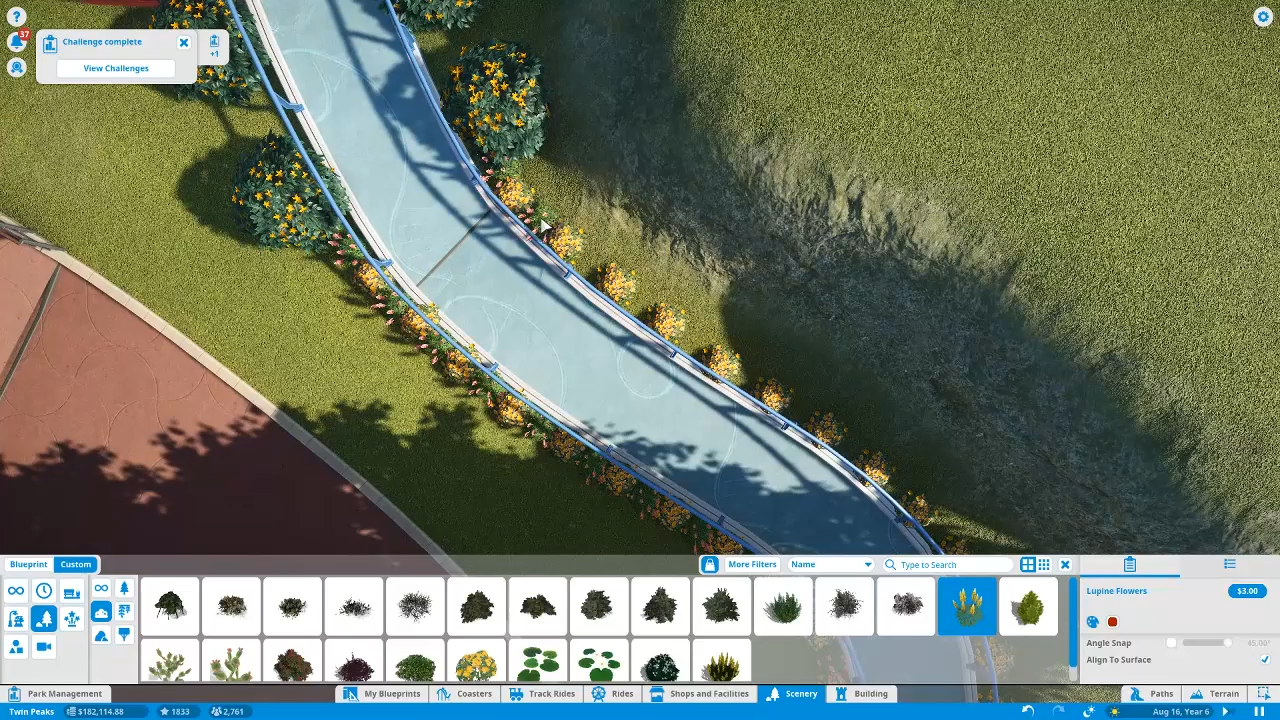 ?
37
Challenge complete
View Challenges
+1
Blueprint
Custom
More Filters
Name
Type to Search
Lupine Flowers
$3.00
Angle Snap
45.00°
Align To Surface
Park Management
My Blueprints
Coasters
Track Rides
Rides
Shops and Facilities
Scenery
Building
Paths
Terrain
Twin Peaks
$182,114.88
1833
2,761
Aug 16, Year 6